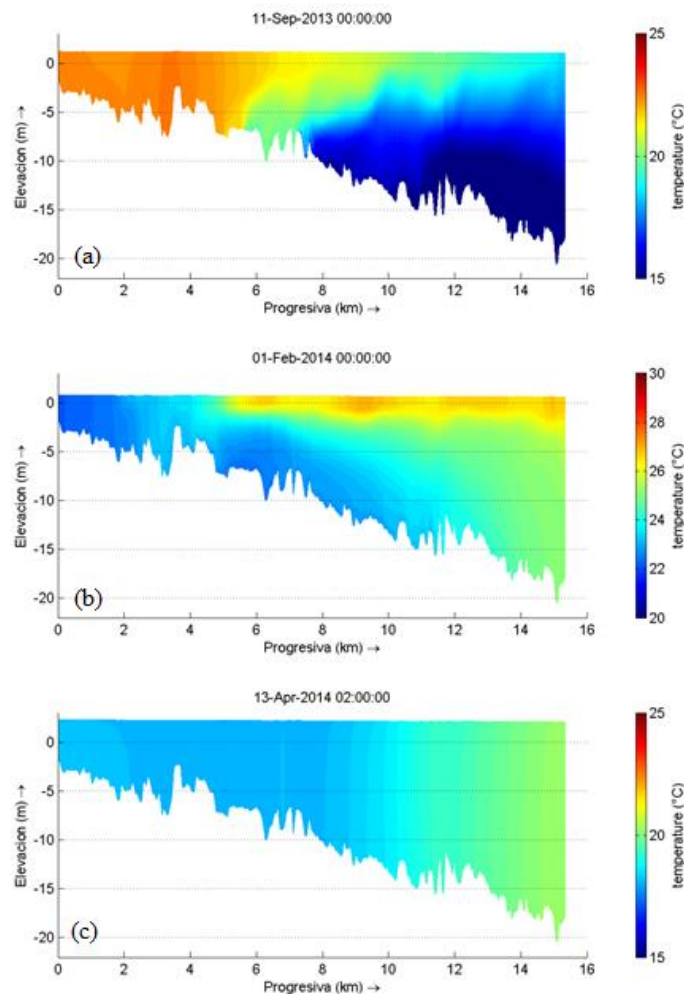 11-Sep-2013 00:00:00
Elevacion (m) →
0
-5
-10
-15
-20
(a)
0 2 4 6 8 10 12 14 16
Progresiva (km) →
25
20
15
temperature (°C)
01-Feb-2014 00:00:00
Elevacion (m) →
0
-5
-10
-15
-20
(b)
0 2 4 6 8 10 12 14 16
Progresiva (km) →
30
28
26
24
22
20
temperature (°C)
13-Apr-2014 02:00:00
Elevacion (m) →
0
-5
-10
-15
-20
(c)
0 2 4 6 8 10 12 14 16
Progresiva (km) →
25
20
15
temperature (°C)